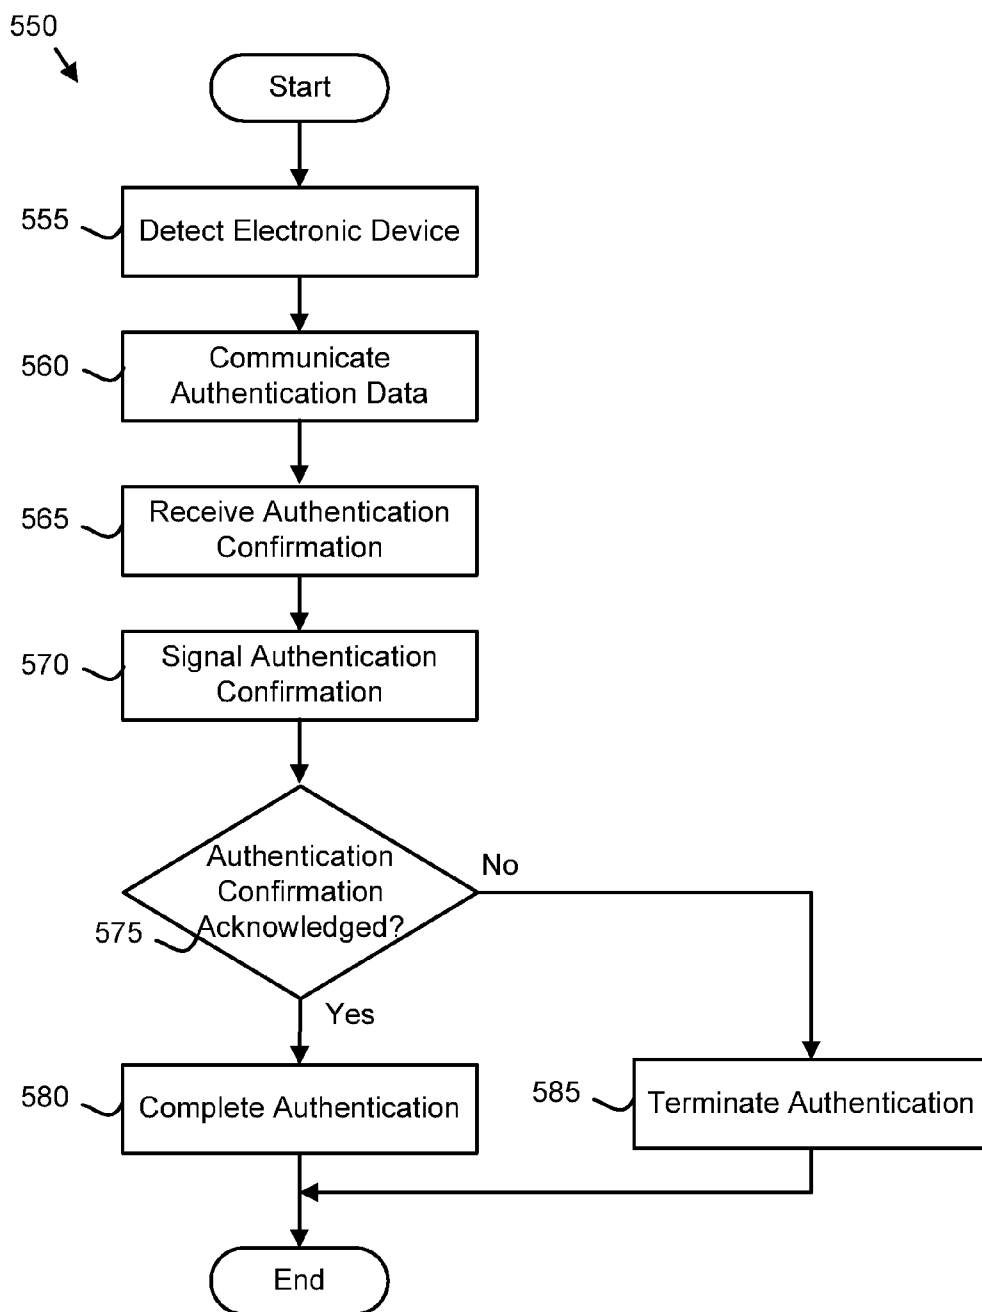 550
Start
555
Detect Electronic Device
560
Communicate
Authentication Data
565
Receive Authentication
Confirmation
570
Signal Authentication
Confirmation
Authentication
Confirmation
Acknowledged?
575
No
Yes
580
Complete Authentication
585
Terminate Authentication
End